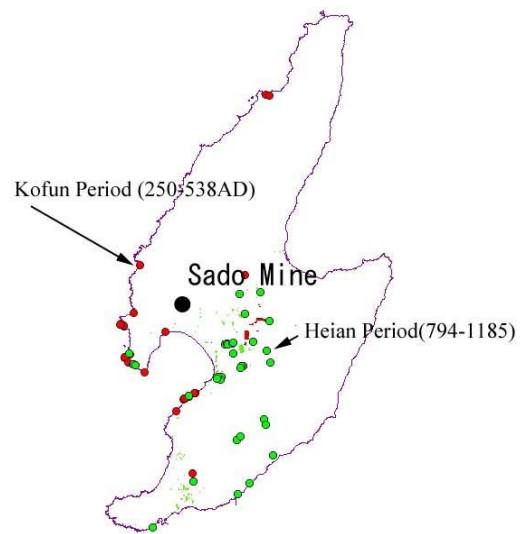 Kofun Period (250-538AD)
Sado Mine
Heian Period(794-1185)